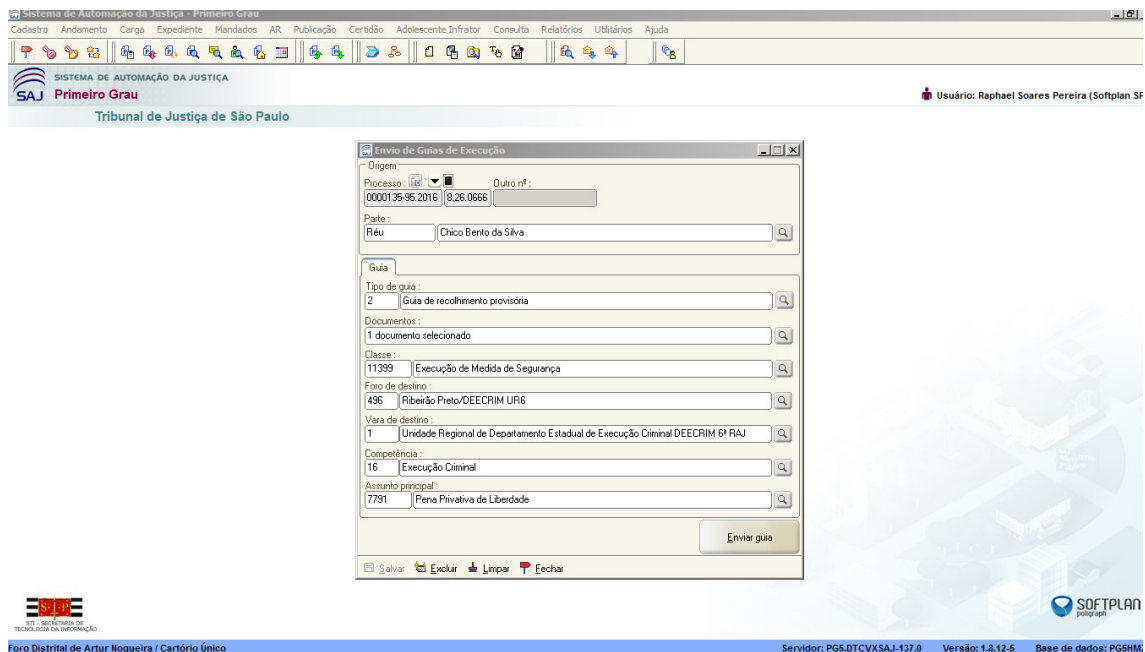 Sistema de Automação da Justiça - Primeiro Grau
Cadastro Andamento Carga Expediente Mandados AR Publicação Certidão Adolescente Infrator Consulta Relatórios Utilitários Ajuda
SISTEMA DE AUTOMAÇÃO DA JUSTIÇA
SAJ Primeiro Grau
Usuário: Raphael Soares Pereira (Softplan SP
Tribunal de Justiça de São Paulo
Envio de Guias de Execução
Origem
Processo : Outro nº :
0000135-95.2016 8.26.0666
Parte :
Réu Chico Bento da Silva
Guia
Tipo de guia :
2 Guia de recolhimento provisória
Documentos :
1 documento selecionado
Classe :
11399 Execução de Medida de Segurança
Foro de destino :
496 Ribeirão Preto/DEECRIM UR6
Vara de destino :
1 Unidade Regional de Departamento Estadual de Execução Criminal DEECRIM 6ª RAJ
Competência :
16 Execução Criminal
Assunto principal :
7791 Pena Privativa de Liberdade
Enviar guia
Salvar Excluir Limpar Fechar
STI - SECRETARIA DE
TECNOLOGIA DA INFORMAÇÃO
SOFTPLAN
poligraph
Foro Distrital de Artur Nogueira / Cartório Único Servidor: PG5.DTCVXSAJ-137.0 Versão: 1.8.12-5 Base de dados: PG5HM